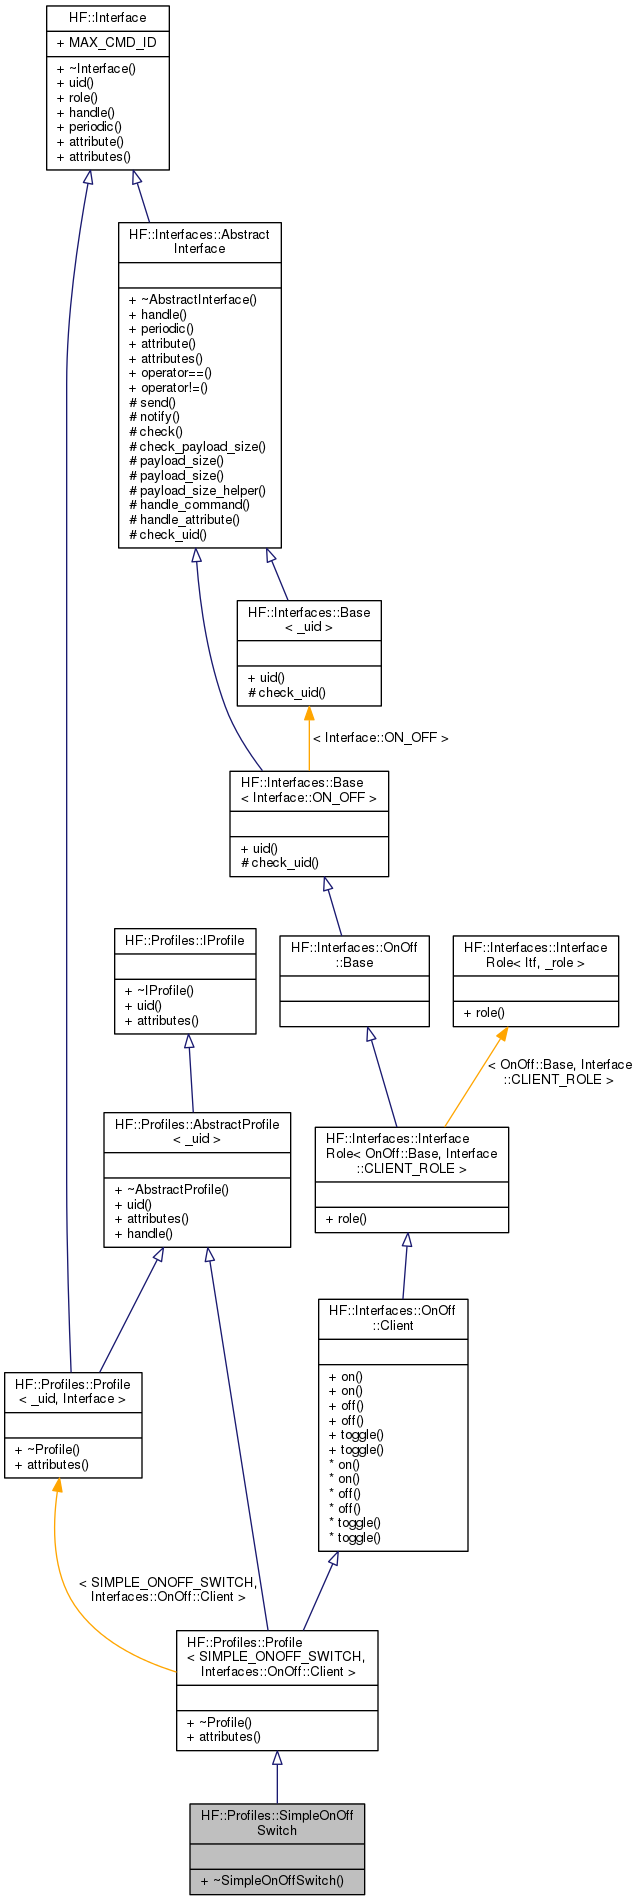 HF::Interface
+ MAX_CMD_ID
+ ~Interface()
+ uid()
+ role()
+ handle()
+ periodic()
+ attribute()
+ attributes()
HF::Interfaces::Abstract
Interface
+ ~AbstractInterface()
+ handle()
+ periodic()
+ attribute()
+ attributes()
+ operator==()
+ operator!=()
# send()
# notify()
# check()
# check_payload_size()
# payload_size()
# payload_size()
# payload_size_helper()
# handle_command()
# handle_attribute()
# check_uid()
HF::Interfaces::Base
< _uid >
+ uid()
# check_uid()
< Interface::ON_OFF >
HF::Interfaces::Base
< Interface::ON_OFF >
+ uid()
# check_uid()
HF::Profiles::IProfile
+ ~IProfile()
+ uid()
+ attributes()
HF::Interfaces::OnOff
::Base
HF::Interfaces::Interface
Role< Itf, _role >
+ role()
< OnOff::Base, Interface
::CLIENT_ROLE >
HF::Profiles::AbstractProfile
< _uid >
+ ~AbstractProfile()
+ uid()
+ attributes()
+ handle()
HF::Interfaces::Interface
Role< OnOff::Base, Interface
::CLIENT_ROLE >
+ role()
HF::Interfaces::OnOff
::Client
+ on()
+ on()
+ off()
+ off()
+ toggle()
+ toggle()
* on()
* on()
* off()
* off()
* toggle()
* toggle()
HF::Profiles::Profile
< _uid, Interface >
+ ~Profile()
+ attributes()
< SIMPLE_ONOFF_SWITCH,
Interfaces::OnOff::Client >
HF::Profiles::Profile
< SIMPLE_ONOFF_SWITCH,
Interfaces::OnOff::Client >
+ ~Profile()
+ attributes()
HF::Profiles::SimpleOnOff
Switch
+ ~SimpleOnOffSwitch()